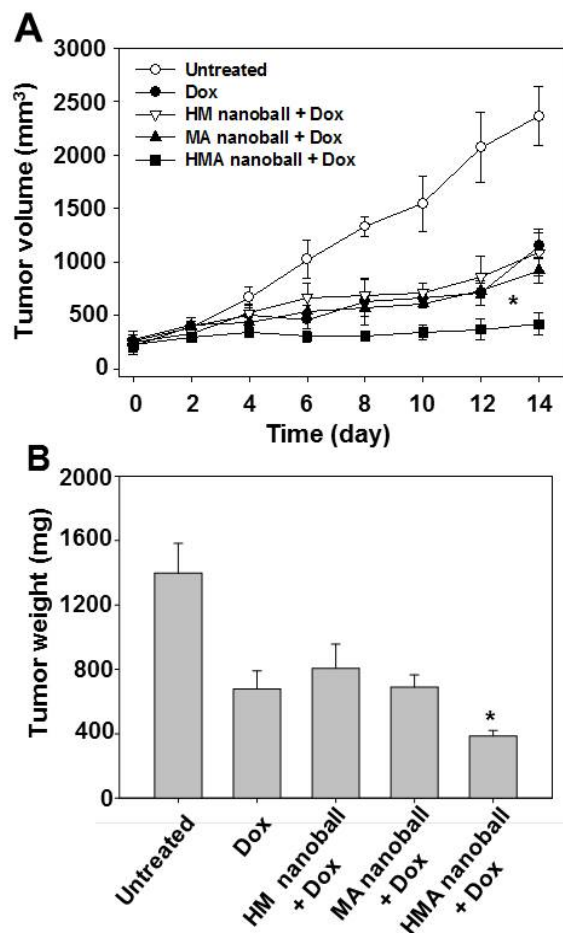 A
Tumor volume (mm³)
3000
2500
2000
1500
1000
500
0
Untreated
Dox
HM nanoball + Dox
MA nanoball + Dox
HMA nanoball + Dox
*
0 2 4 6 8 10 12 14
Time (day)
B
Tumor weight (mg)
2000
1600
1200
800
400
0
*
Untreated
Dox
HM nanoball
+ Dox
MA nanoball
+ Dox
HMA nanoball
+ Dox